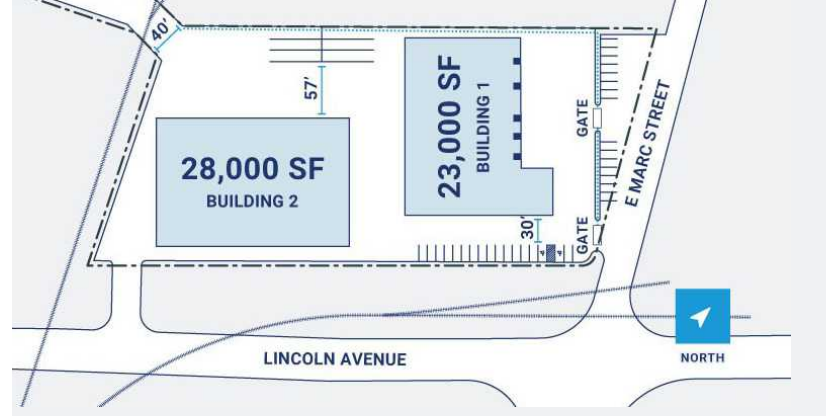 40'
57'
23,000 SF
BUILDING 1
28,000 SF
BUILDING 2
GATE
E MARC STREET
30'
GATE
LINCOLN AVENUE
NORTH